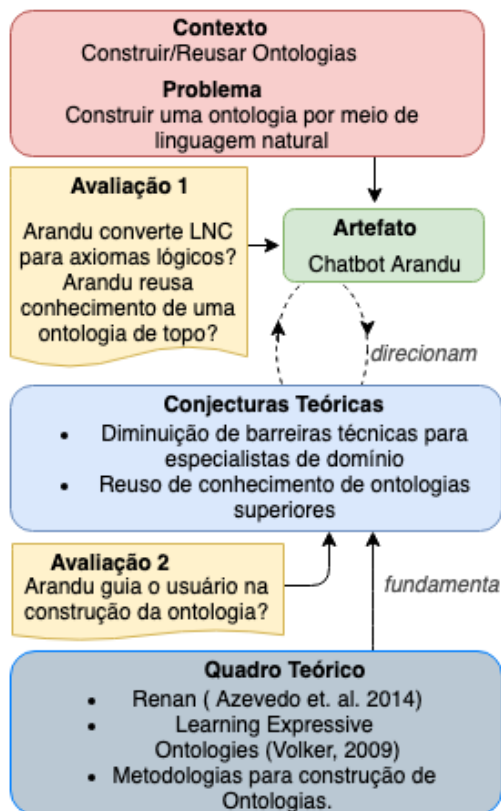 Contexto
Construir/Reusar Ontologias
Problema
Construir uma ontologia por meio de
linguagem natural
Avaliação 1
Arandu converte LNC
para axiomas lógicos?
Arandu reusa
conhecimento de uma
ontologia de topo?
Artefato
Chatbot Arandu
direcionam
Conjecturas Teóricas
• Diminuição de barreiras técnicas para
especialistas de domínio
• Reuso de conhecimento de ontologias
superiores
Avaliação 2
Arandu guia o usuário na
construção da ontologia?
fundamenta
Quadro Teórico
• Renan ( Azevedo et. al. 2014)
• Learning Expressive
Ontologies (Volker, 2009)
• Metodologias para construção de
Ontologias.